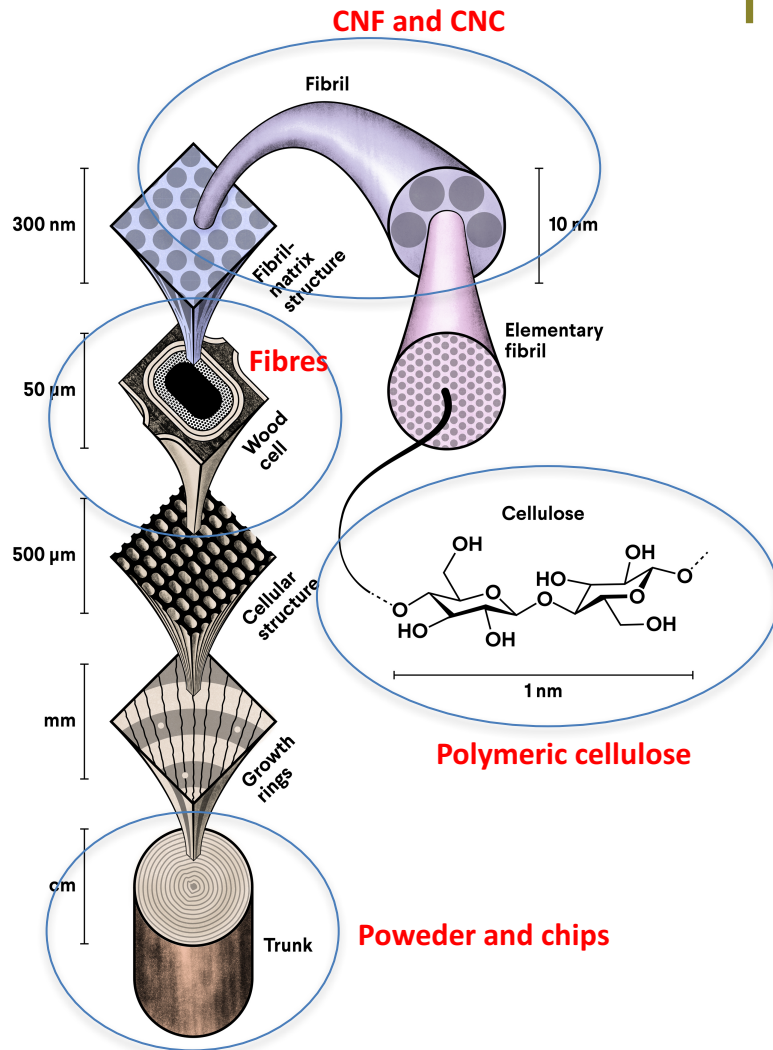 CNF and CNC
Fibril
300 nm
10 nm
Fibril-
matrix
structure
Elementary
fibril
50 µm
Fibres
Wood
cell
500 µm
Cellular
structure
Cellulose
OH
OH
O
HO
O
O
O
O
HO
OH
OH
1 nm
mm
Growth
rings
Polymeric cellulose
cm
Trunk
Poweder and chips